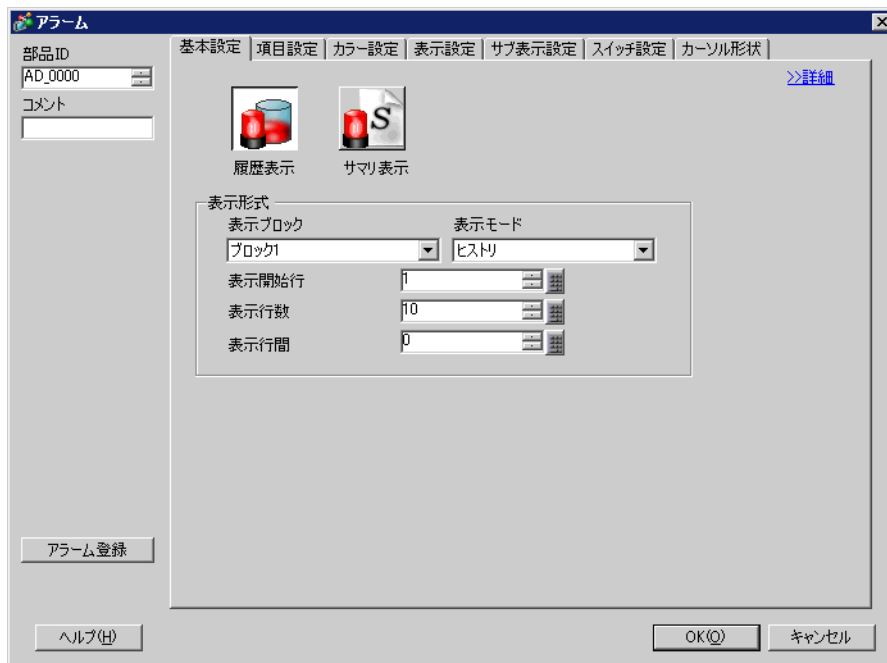 アラーム
部品ID
AD_0000
コメント
基本設定 項目設定 カラー設定 表示設定 サブ表示設定 スイッチ設定 カーソル形状
>>詳細
S
履歴表示 サマリ表示
表示形式
表示ブロック 表示モード
ブロック1 ヒストリ
表示開始行 1
表示行数 10
表示行間 0
アラーム登録
ヘルプ(H) OK(O) キャンセル